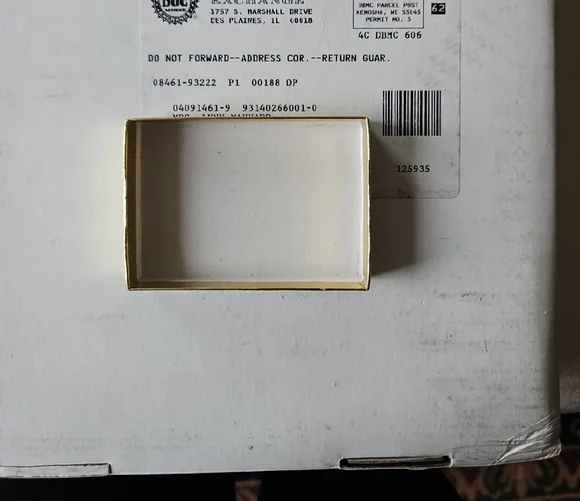 EXCHANGE
1757 S. MARSHALL DRIVE
DES PLAINES, IL 60018
DBMC PARCEL POST
KENOSHA, WI 53143
PERMIT NO. 3
62
4C DBMC 606
DO NOT FORWARD--ADDRESS COR.--RETURN GUAR.
08461-93222 P1 00188 DP
04091461-9 93140266001-0
125935